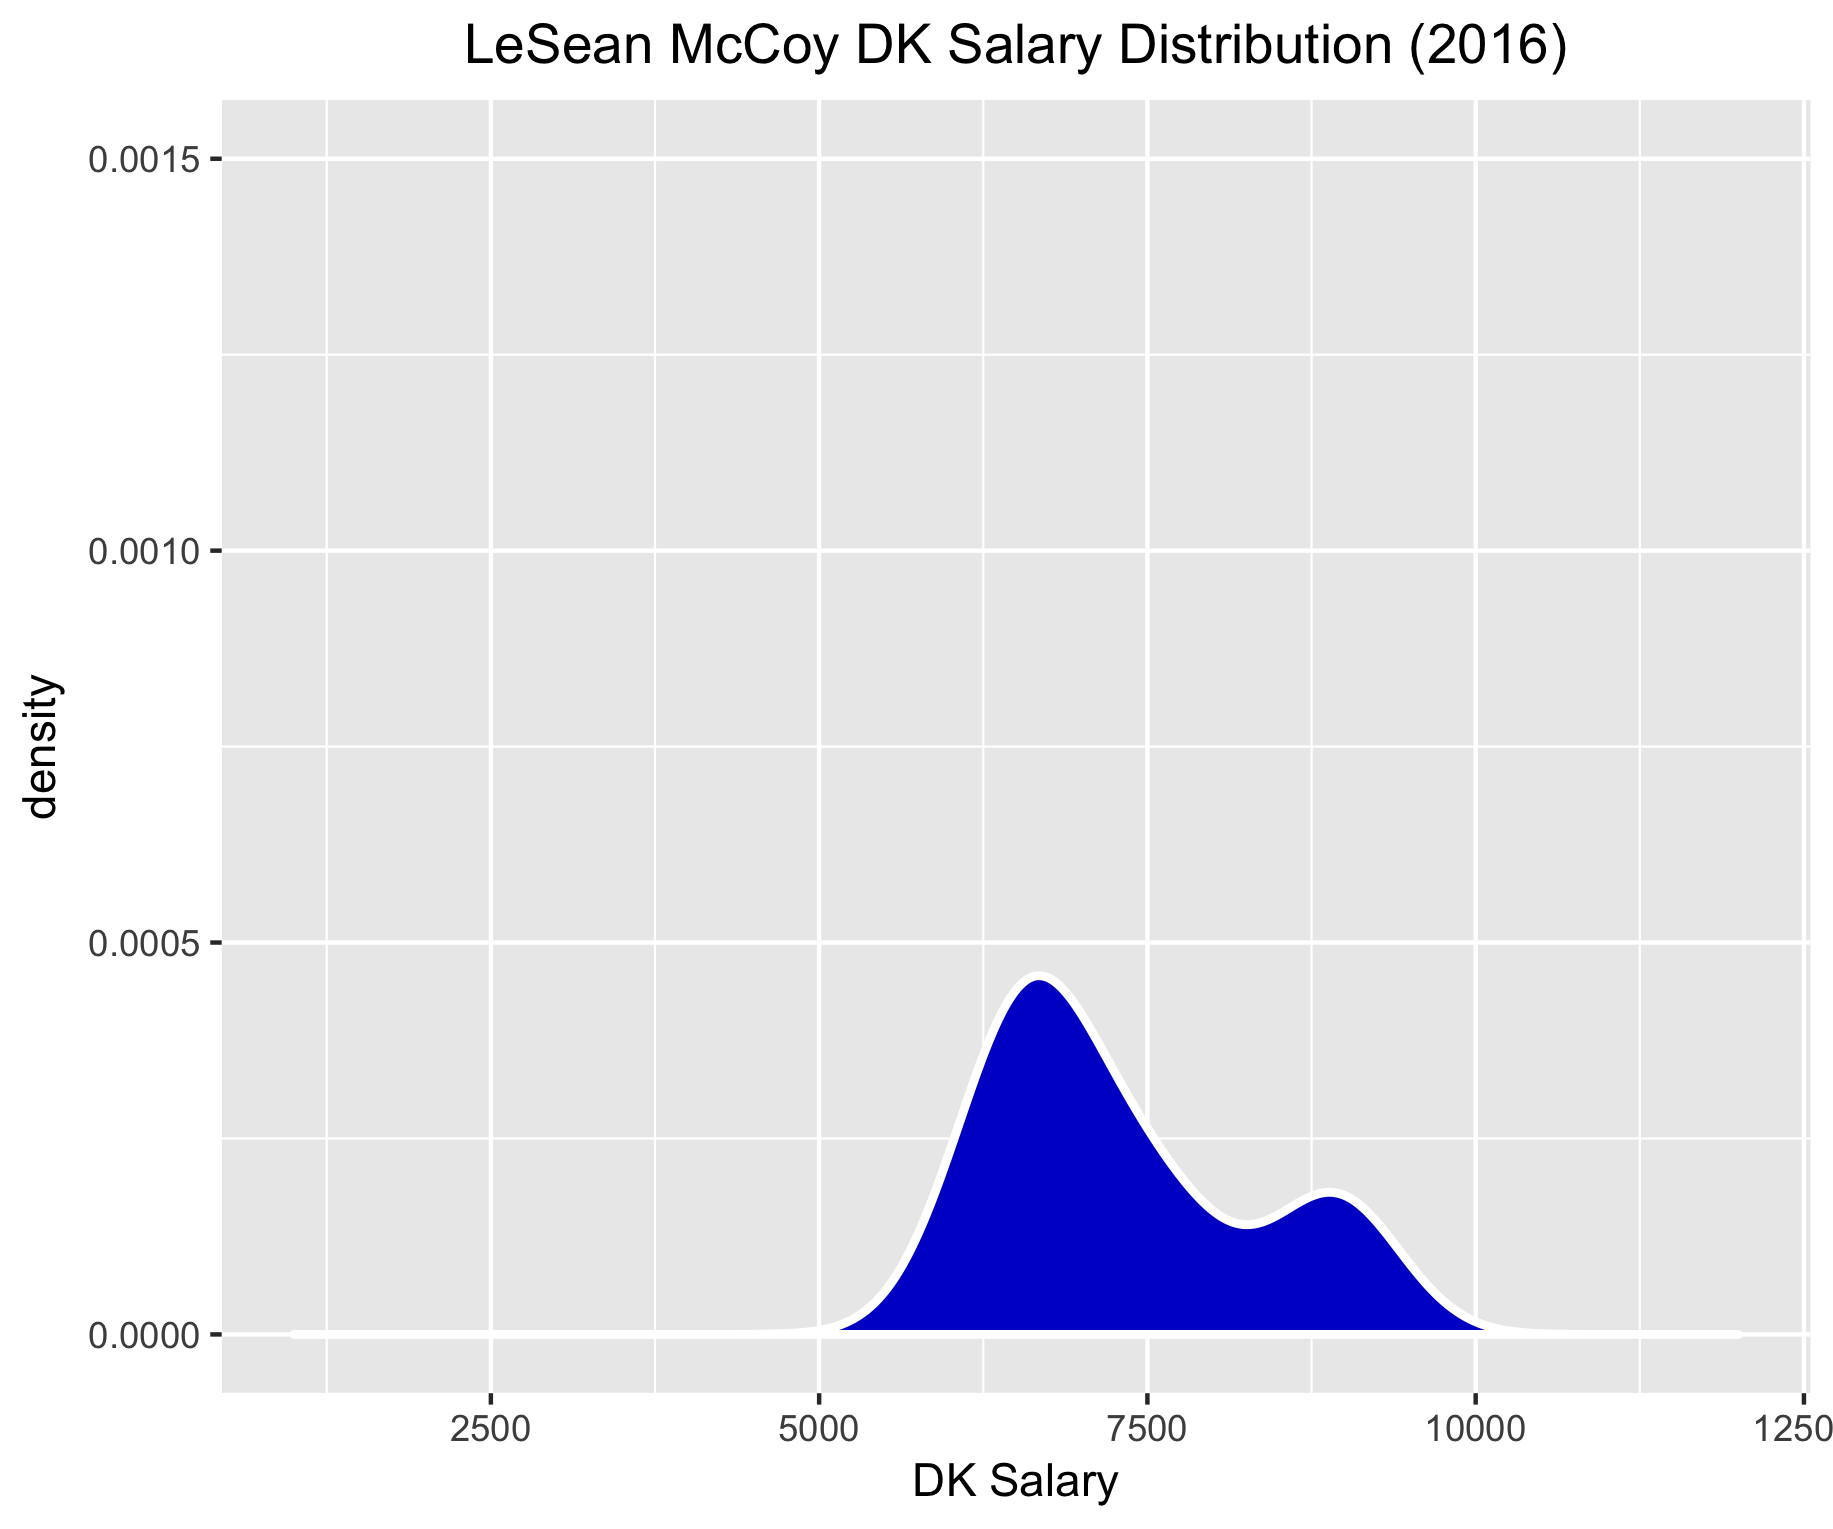 LeSean McCoy DK Salary Distribution (2016)
0.0015
0.0010
0.0005
0.0000
density
2500 5000 7500 10000 1250
DK Salary